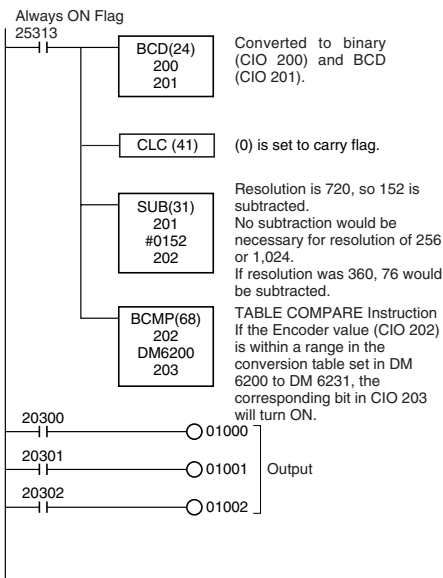 Always ON Flag
25313
BCD(24)
200
201
Converted to binary
(CIO 200) and BCD
(CIO 201).
CLC (41)
(0) is set to carry flag.
SUB(31)
201
#0152
202
Resolution is 720, so 152 is
subtracted.
No subtraction would be
necessary for resolution of 256
or 1,024.
If resolution was 360, 76 would
be subtracted.
BCMP(68)
202
DM6200
203
TABLE COMPARE Instruction
If the Encoder value (CIO 202)
is within a range in the
conversion table set in DM
6200 to DM 6231, the
corresponding bit in CIO 203
will turn ON.
20300
01000
20301
01001
Output
20302
01002